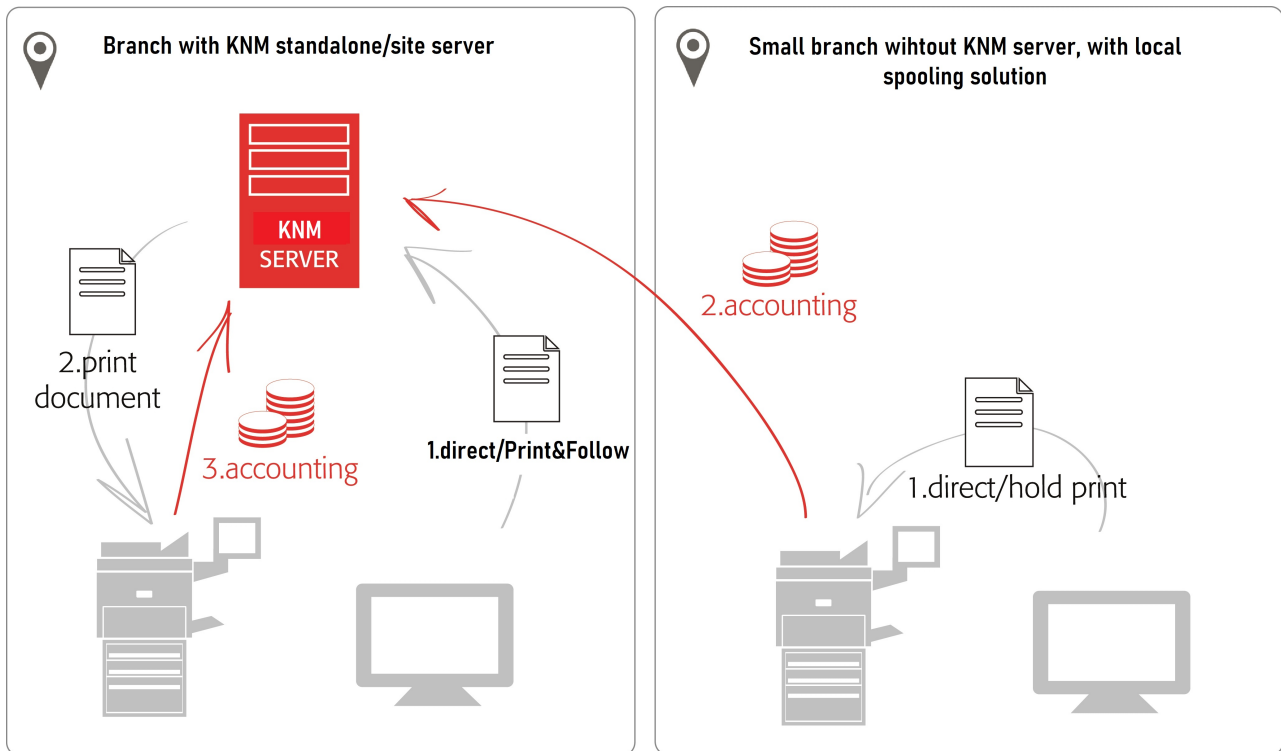 Branch with KNM standalone/site server
KNM
SERVER
2.print
document
3.accounting
1.direct/Print&Follow
Small branch wihtout KNM server, with local
spooling solution
2.accounting
1.direct/hold print